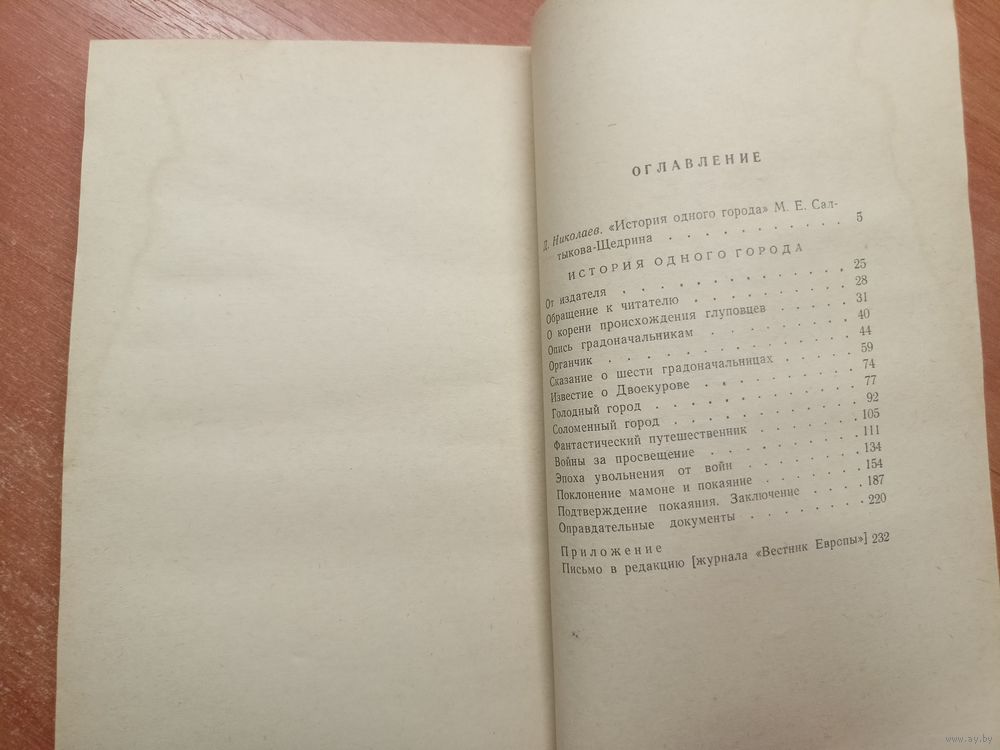 ОГЛАВЛЕНИЕ
Д. Николаев. «История одного города» М. Е. Сал-
тыкова-Щедрина . . . . . . . . . . 5
ИСТОРИЯ ОДНОГО ГОРОДА
От издателя . . . . . . . . . . . 25
Обращение к читателю . . . . . . . . 28
О корени происхождения глуповцев . . . . . 31
Опись градоначальникам . . . . . . . 40
Органчик . . . . . . . . . . . 44
Сказание о шести градоначальницах . . . . . 59
Известие о Двоекурове . . . . . . . . 74
Голодный город . . . . . . . . . . 77
Соломенный город . . . . . . . . . 92
Фантастический путешественник . . . . . . 105
Войны за просвещение . . . . . . . . 111
Эпоха увольнения от войн . . . . . . . 134
Поклонение мамоне и покаяние . . . . . . 154
Подтверждение покаяния. Заключение . . . . 187
Оправдательные документы . . . . . . . 220
Приложение
Письмо в редакцию [журнала «Вестник Европы»] 232
www.ay.by